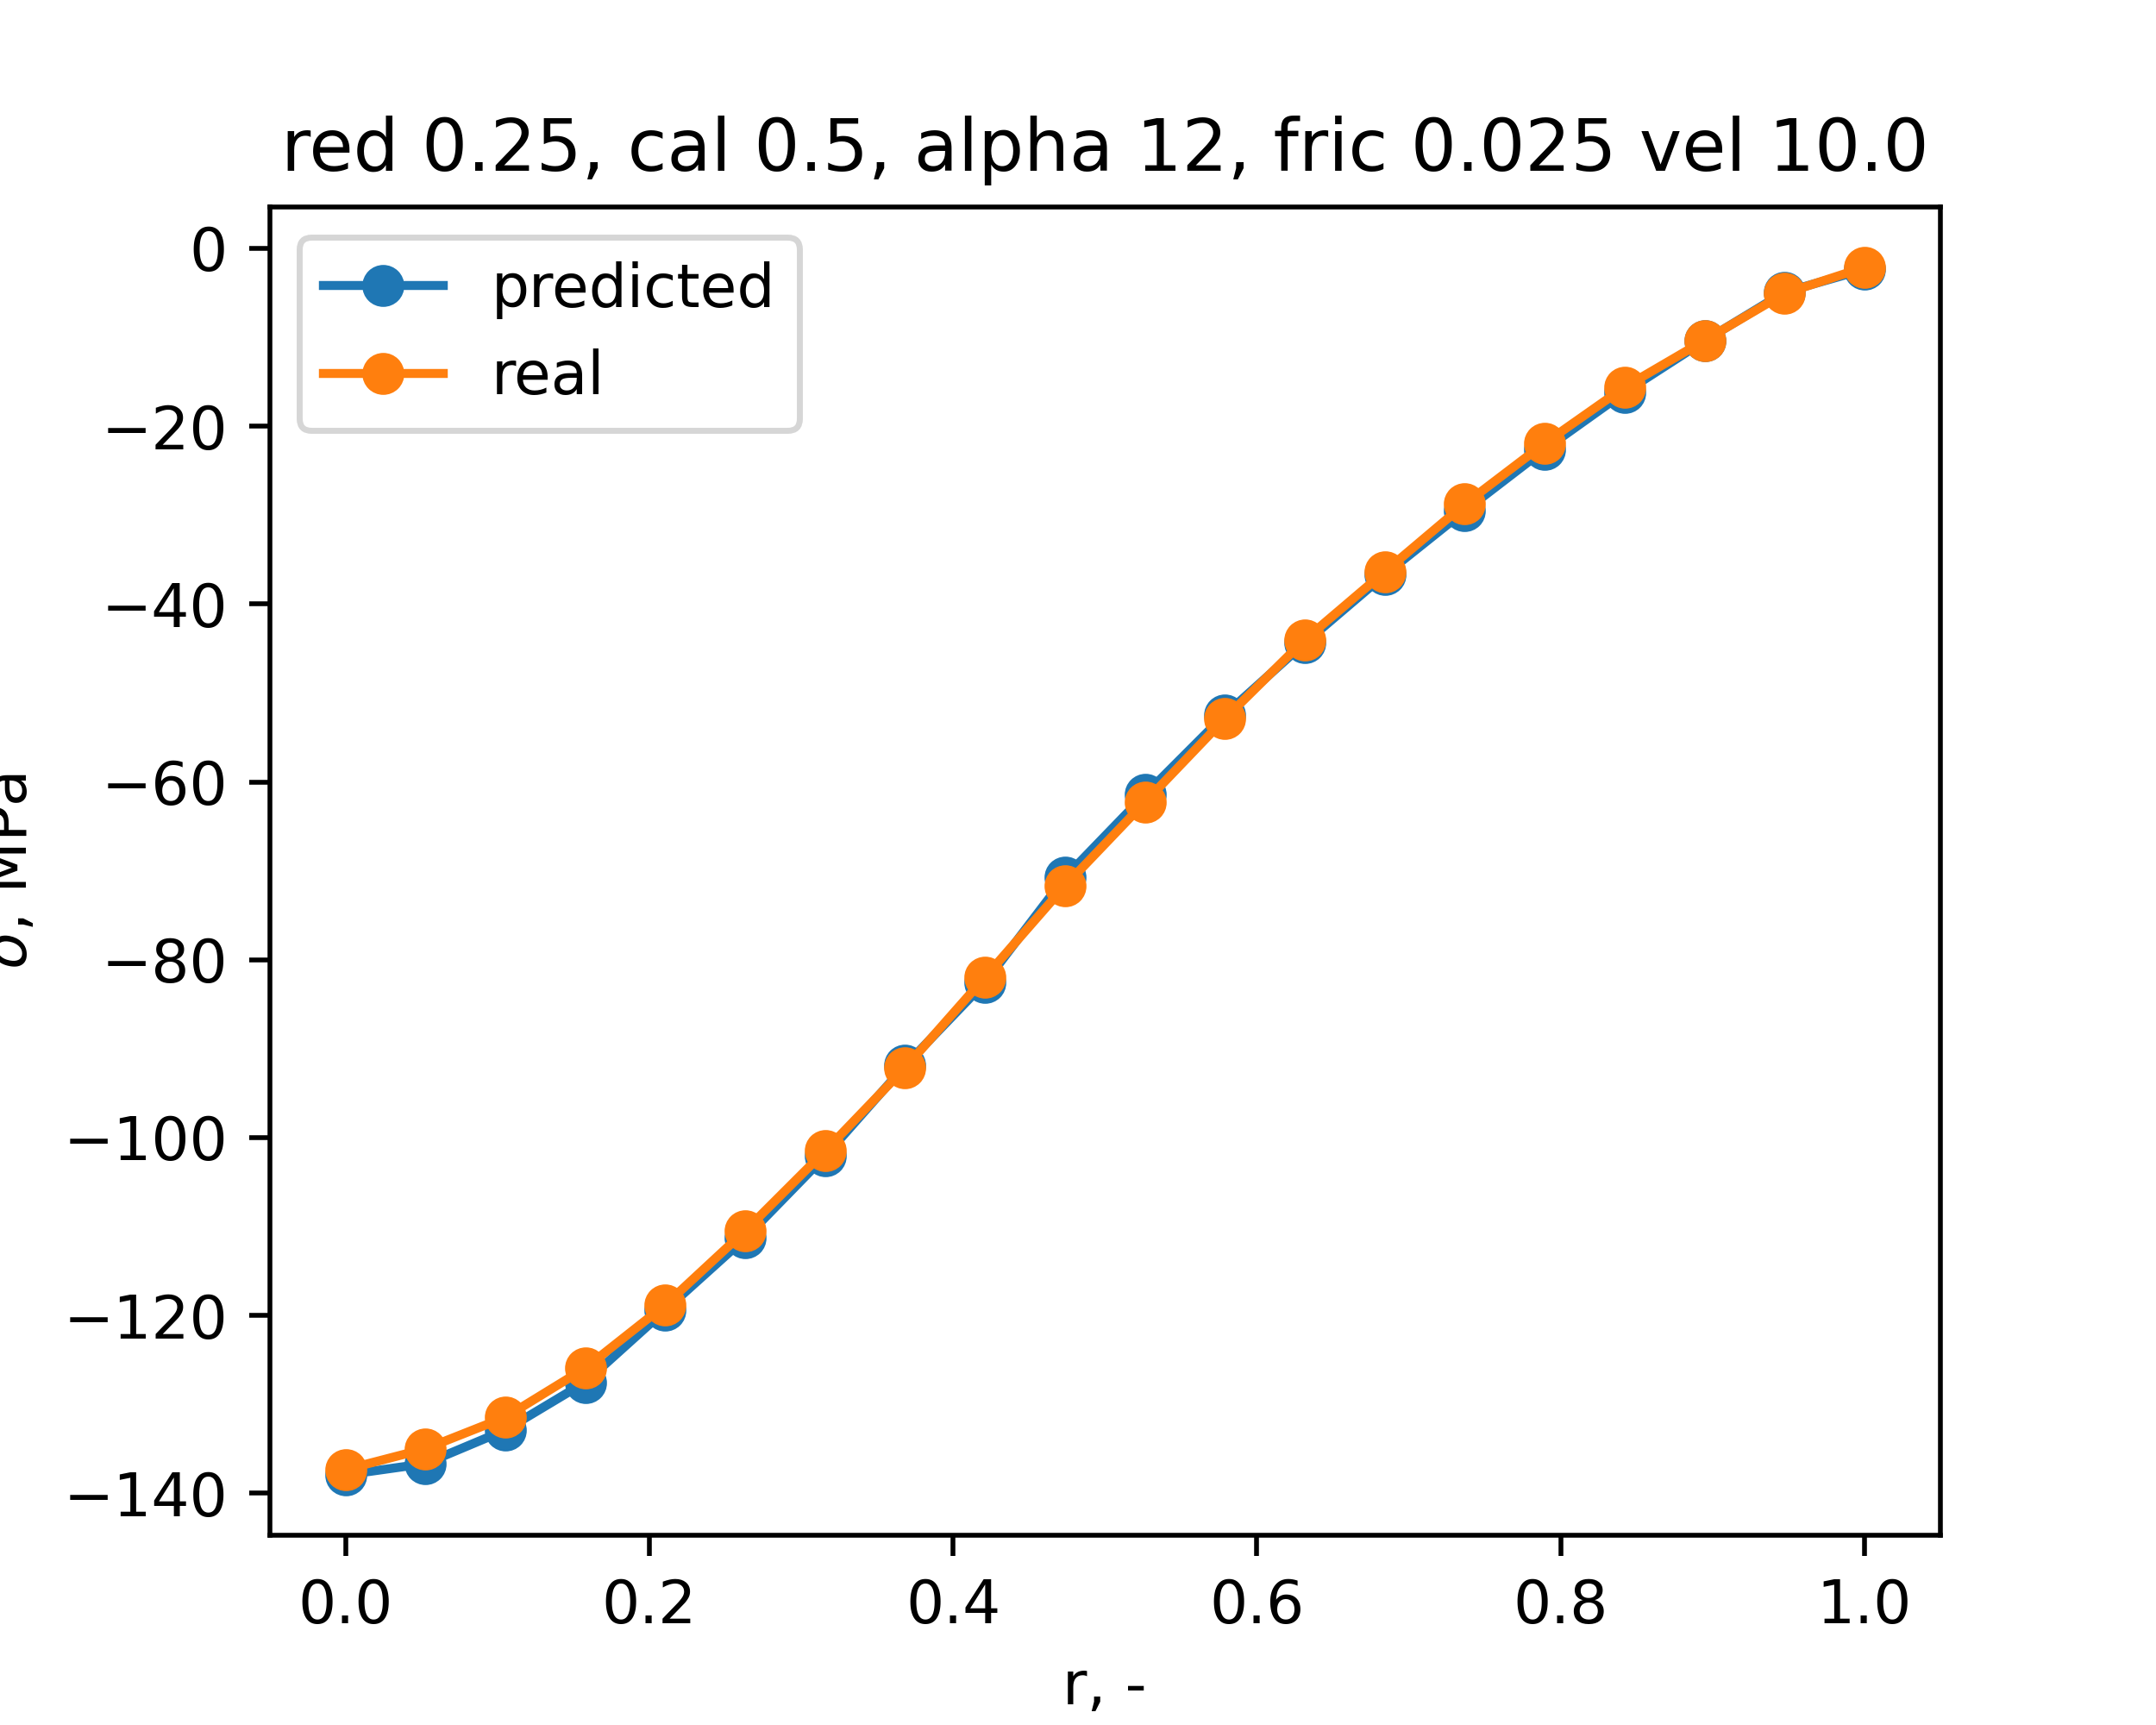 red 0.25, cal 0.5, alpha 12, fric 0.025 vel 10.0
predicted
real
0
−20
−40
−60
−80
−100
−120
−140
σ, MPa
0.0 0.2 0.4 0.6 0.8 1.0
r, -